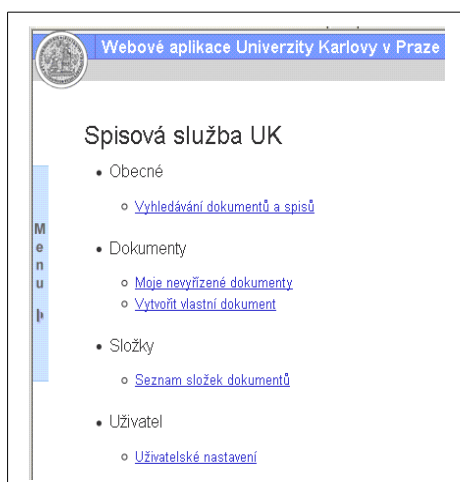 Webové aplikace Univerzity Karlovy v Praze
Spisová služba UK
Obecné
Vyhledávání dokumentů a spisů
Dokumenty
Moje nevyřízené dokumenty
Vytvořit vlastní dokument
Složky
Seznam složek dokumentů
Uživatel
Uživatelské nastavení
Menu